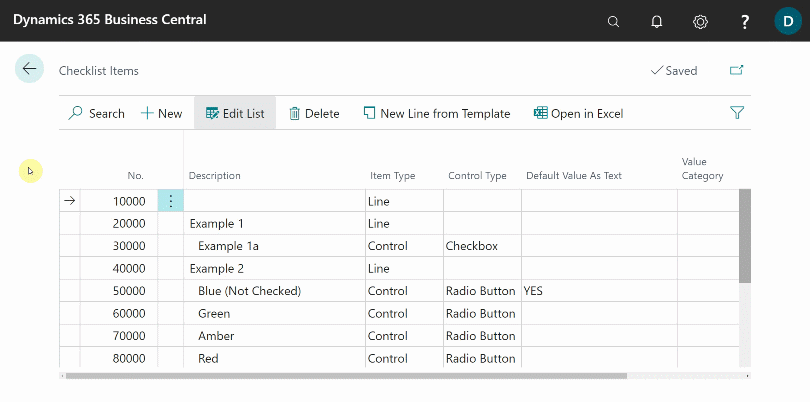 Dynamics 365 Business Central
?
D
Checklist Items
Saved
Search
New
Edit List
Delete
New Line from Template
Open in Excel
No. Description Item Type Control Type Default Value As Text Value
Category
10000 Line
20000 Example 1 Line
30000 Example 1a Control Checkbox
40000 Example 2 Line
50000 Blue (Not Checked) Control Radio Button YES
60000 Green Control Radio Button
70000 Amber Control Radio Button
80000 Red Control Radio Button